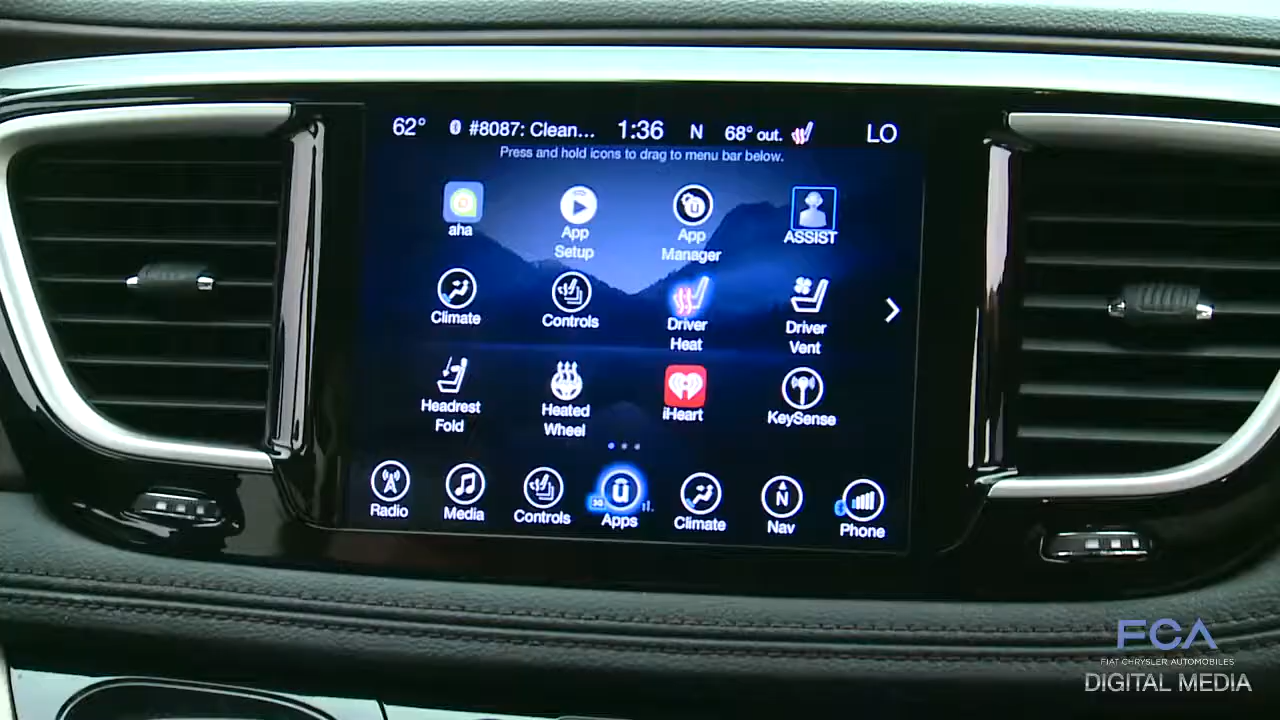 62° #8087: Clean... 1:36 N 68° out. LO
Press and hold icons to drag to menu bar below.
aha
App
Setup
App
Manager
ASSIST
Climate
Controls
Driver
Heat
Driver
Vent
Headrest
Fold
Heated
Wheel
iHeart
KeySense
Radio
Media
Controls
3G
Apps
Climate
N
Nav
Phone
FCA
FIAT CHRYSLER AUTOMOBILES
DIGITAL MEDIA